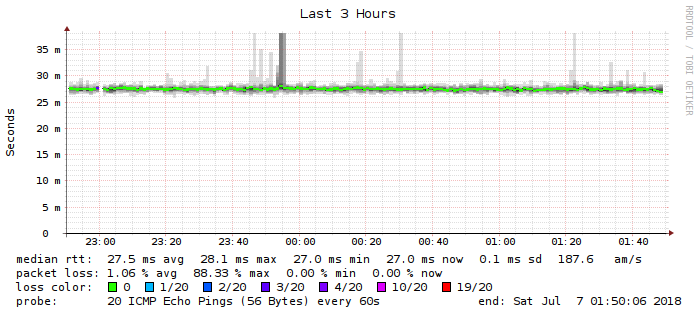 Last 3 Hours
RRDTOOL / TOBI OETIKER
Seconds
35 m
30 m
25 m
20 m
15 m
10 m
5 m
0
23:00 23:20 23:40 00:00 00:20 00:40 01:00 01:20 01:40
median rtt: 27.5 ms avg 28.1 ms max 27.0 ms min 27.0 ms now 0.1 ms sd 187.6 am/s
packet loss: 1.06 % avg 88.33 % max 0.00 % min 0.00 % now
loss color: 0 1/20 2/20 3/20 4/20 10/20 19/20
probe: 20 ICMP Echo Pings (56 Bytes) every 60s end: Sat Jul 7 01:50:06 2018